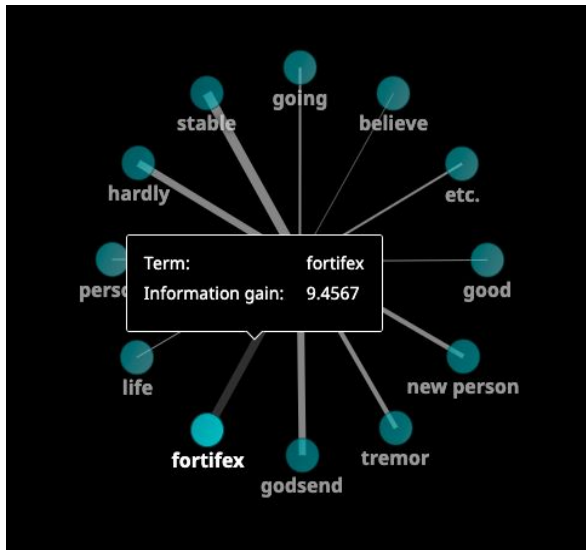 going
stable
believe
hardly
etc.
Term: fortifex
Information gain: 9.4567
good
life
new person
fortifex
tremor
godsend